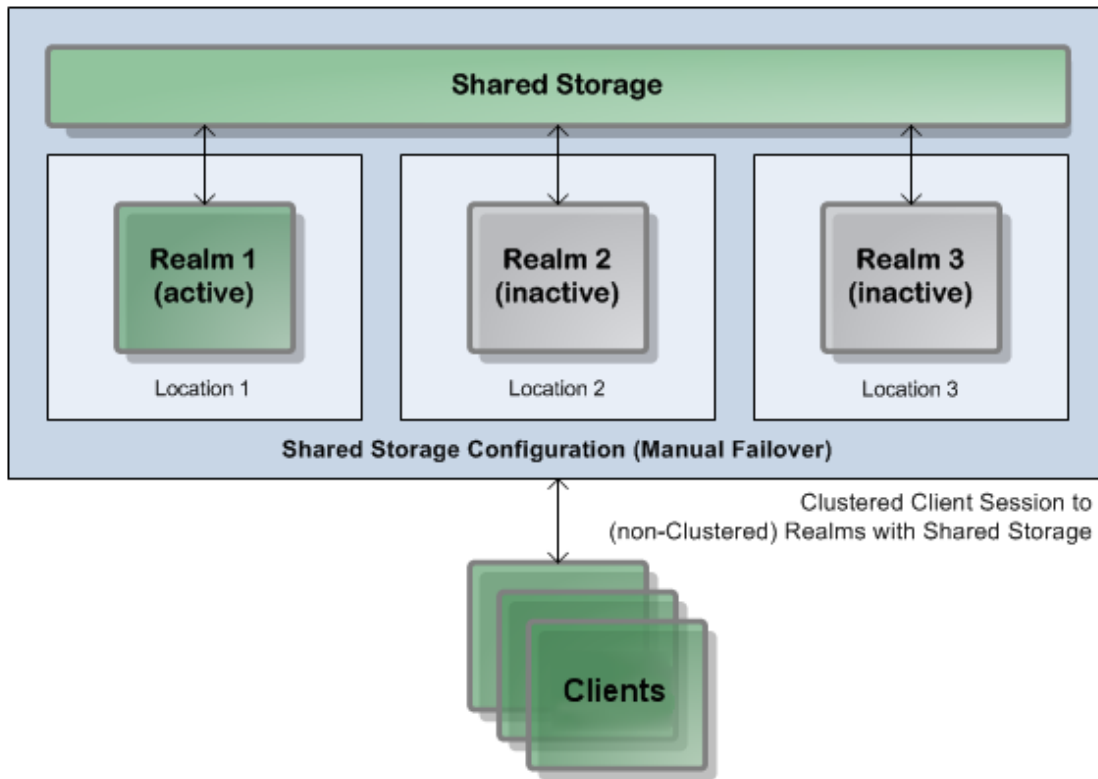 Shared Storage
Realm 1
(active)
Location 1
Realm 2
(inactive)
Location 2
Realm 3
(inactive)
Location 3
Shared Storage Configuration (Manual Failover)
Clustered Client Session to
(non-Clustered) Realms with Shared Storage
Clients